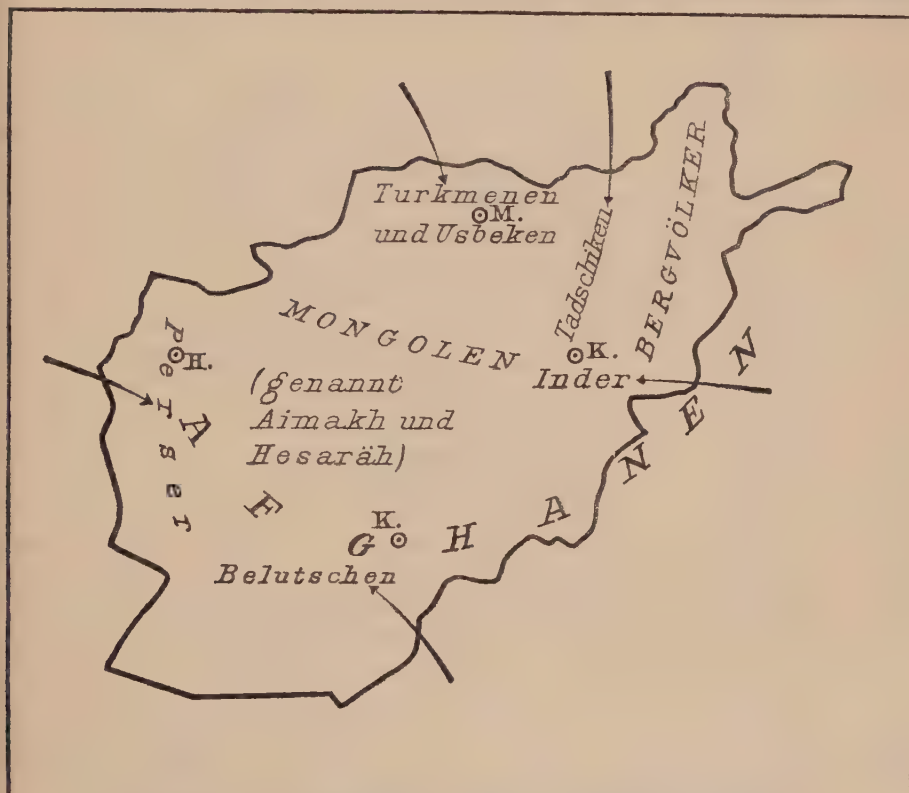 Turkmenen
⊙M.
und Usbeken
Tadschiken
BERGVÖLKER
MONGOLEN
⊙K.
Inder
Perser
⊙H.
(genannt
Aimakh und
Hesaräh)
AFGHANEN
K.
⊙
Belutschen